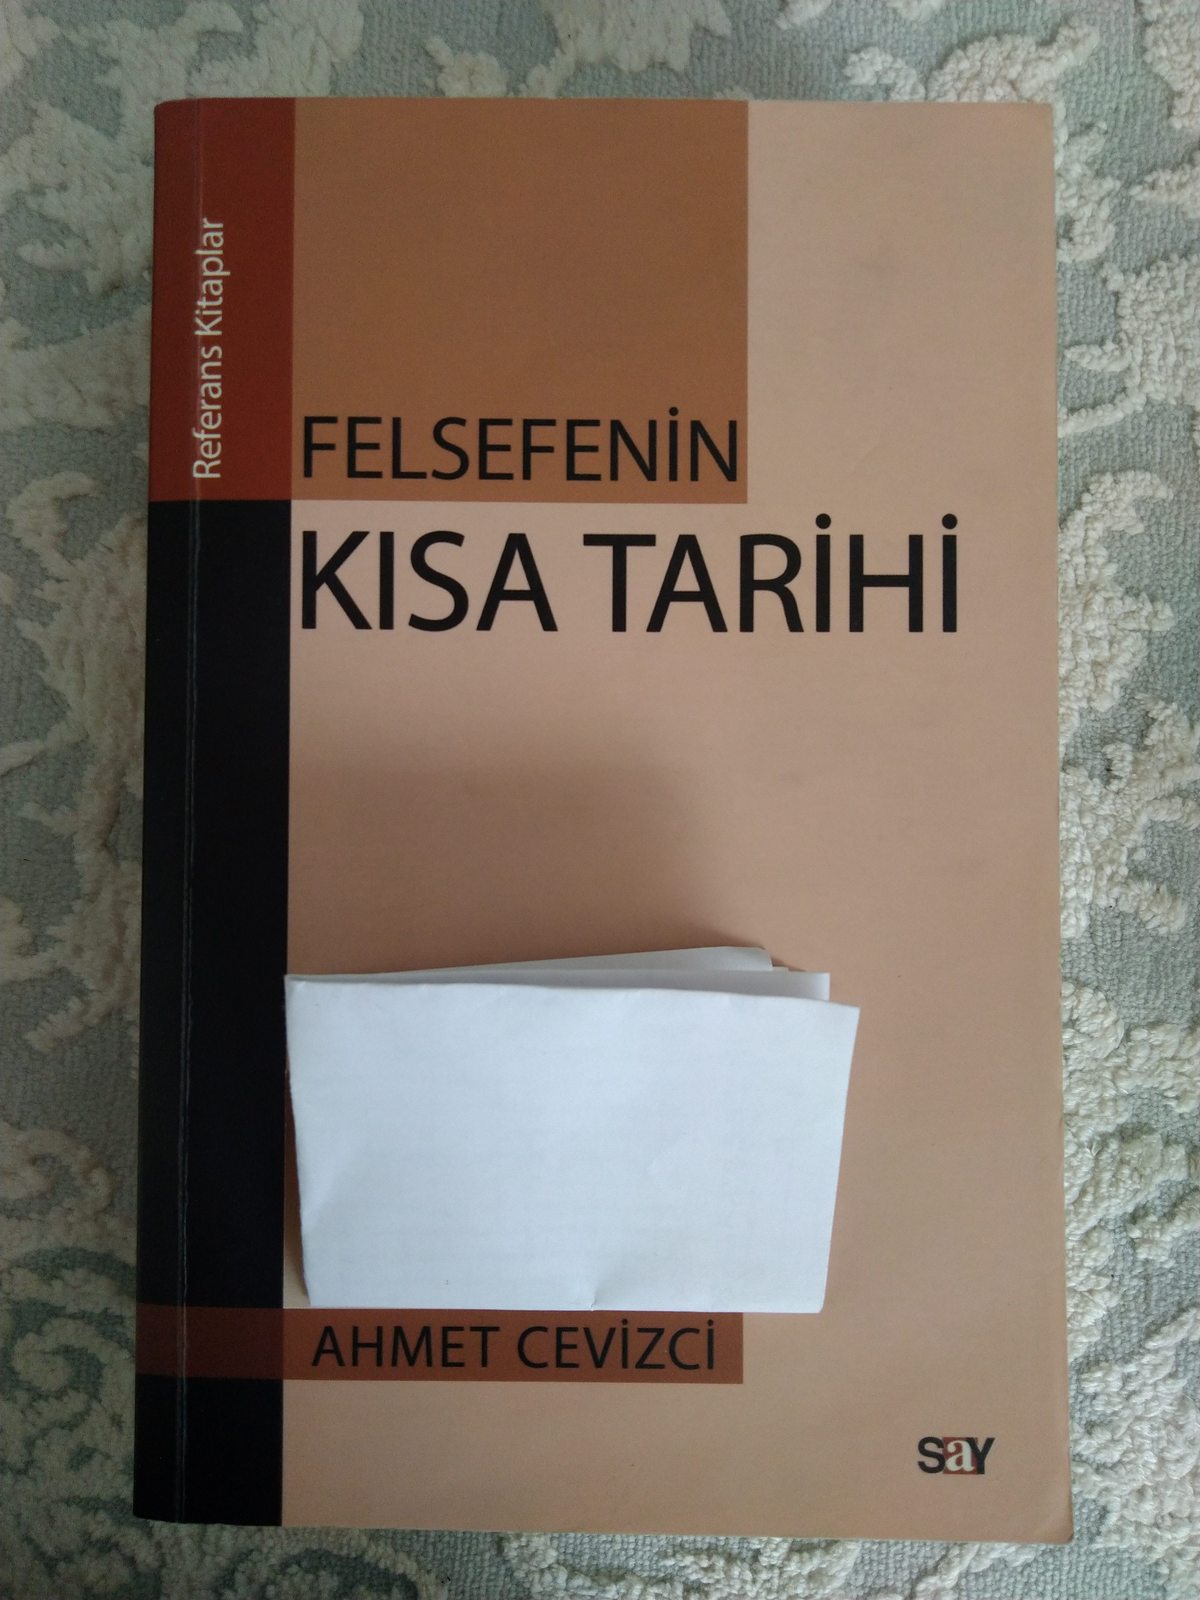 Referans Kitaplar
FELSEFENİN
KISA TARİHİ
AHMET CEVİZCİ
SaY